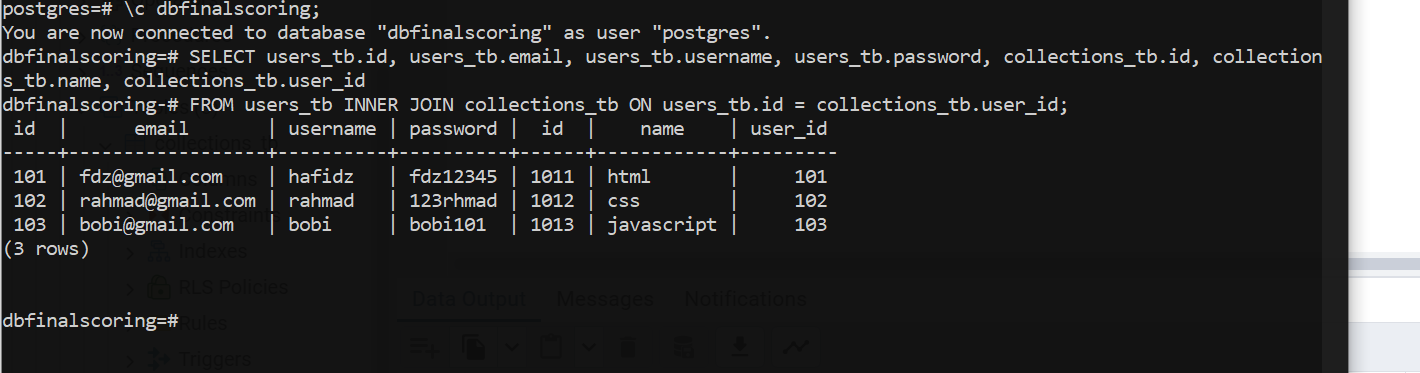 postgres=# \c dbfinalscoring;
You are now connected to database "dbfinalscoring" as user "postgres".
dbfinalscoring=# SELECT users_tb.id, users_tb.email, users_tb.username, users_tb.password, collections_tb.id, collection
s_tb.name, collections_tb.user_id
dbfinalscoring-# FROM users_tb INNER JOIN collections_tb ON users_tb.id = collections_tb.user_id;
 id  |      email       | username | password |  id  |    name    | user_id
-----+------------------+----------+----------+------+------------+---------
 101 | fdz@gmail.com    | hafidz   | fdz12345 | 1011 | html       |     101
 102 | rahmad@gmail.com | rahmad   | 123rhmad | 1012 | css        |     102
 103 | bobi@gmail.com   | bobi     | bobi101  | 1013 | javascript |     103
(3 rows)
Indexes
RLS Policies
Data Output Messages Notifications
dbfinalscoring=#
Rules
Triggers